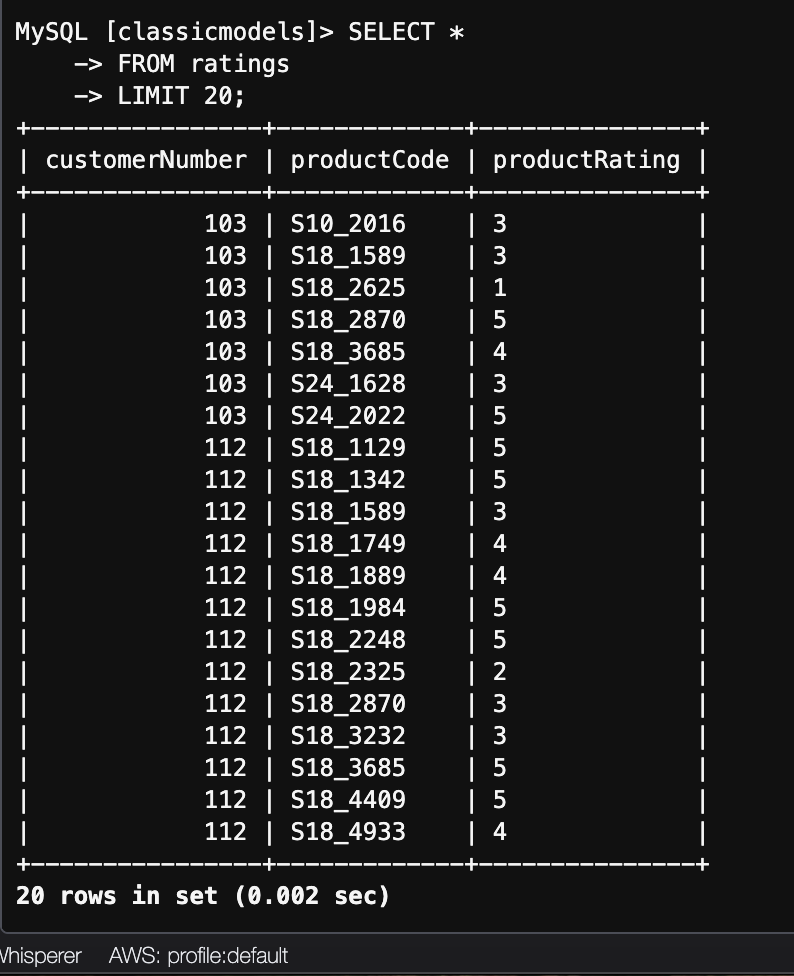 MySQL [classicmodels]> SELECT *
    -> FROM ratings
    -> LIMIT 20;
+----------------+-------------+---------------+
| customerNumber | productCode | productRating |
+----------------+-------------+---------------+
|            103 | S10_2016    | 3             |
|            103 | S18_1589    | 3             |
|            103 | S18_2625    | 1             |
|            103 | S18_2870    | 5             |
|            103 | S18_3685    | 4             |
|            103 | S24_1628    | 3             |
|            103 | S24_2022    | 5             |
|            112 | S18_1129    | 5             |
|            112 | S18_1342    | 5             |
|            112 | S18_1589    | 3             |
|            112 | S18_1749    | 4             |
|            112 | S18_1889    | 4             |
|            112 | S18_1984    | 5             |
|            112 | S18_2248    | 5             |
|            112 | S18_2325    | 2             |
|            112 | S18_2870    | 3             |
|            112 | S18_3232    | 3             |
|            112 | S18_3685    | 5             |
|            112 | S18_4409    | 5             |
|            112 | S18_4933    | 4             |
+----------------+-------------+---------------+
20 rows in set (0.002 sec)
Whisperer AWS: profile:default